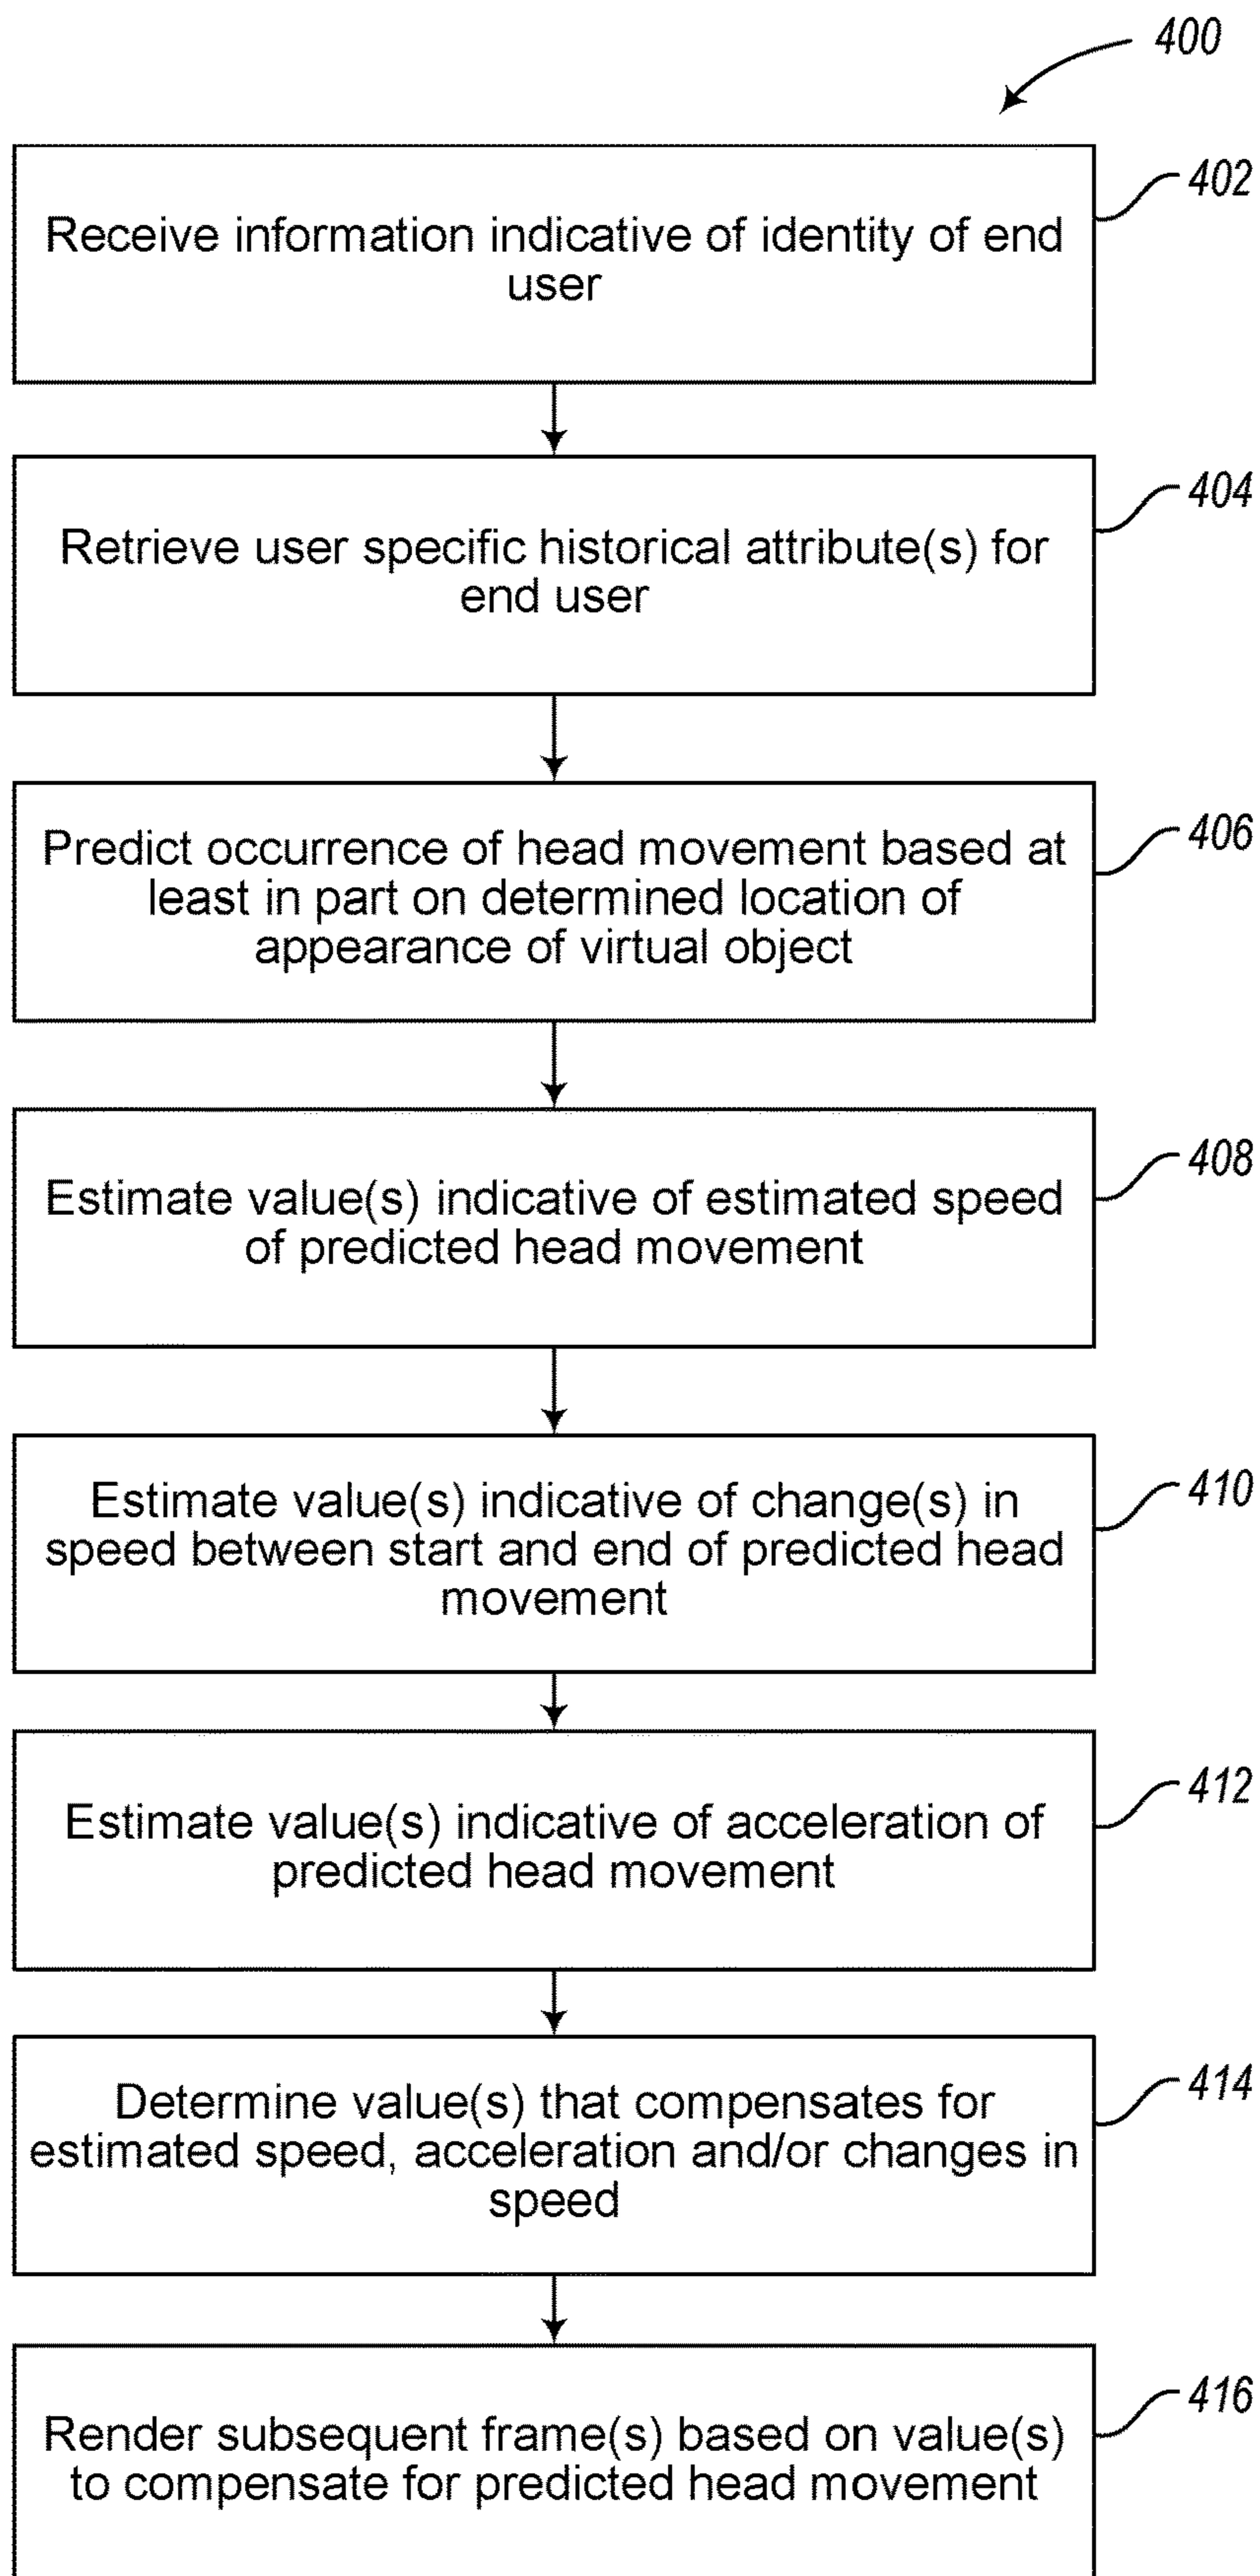 400
402
Receive information indicative of identity of end
user
404
Retrieve user specific historical attribute(s) for
end user
406
Predict occurrence of head movement based at
least in part on determined location of
appearance of virtual object
408
Estimate value(s) indicative of estimated speed
of predicted head movement
410
Estimate value(s) indicative of change(s) in
speed between start and end of predicted head
movement
412
Estimate value(s) indicative of acceleration of
predicted head movement
414
Determine value(s) that compensates for
estimated speed, acceleration and/or changes in
speed
416
Render subsequent frame(s) based on value(s)
to compensate for predicted head movement